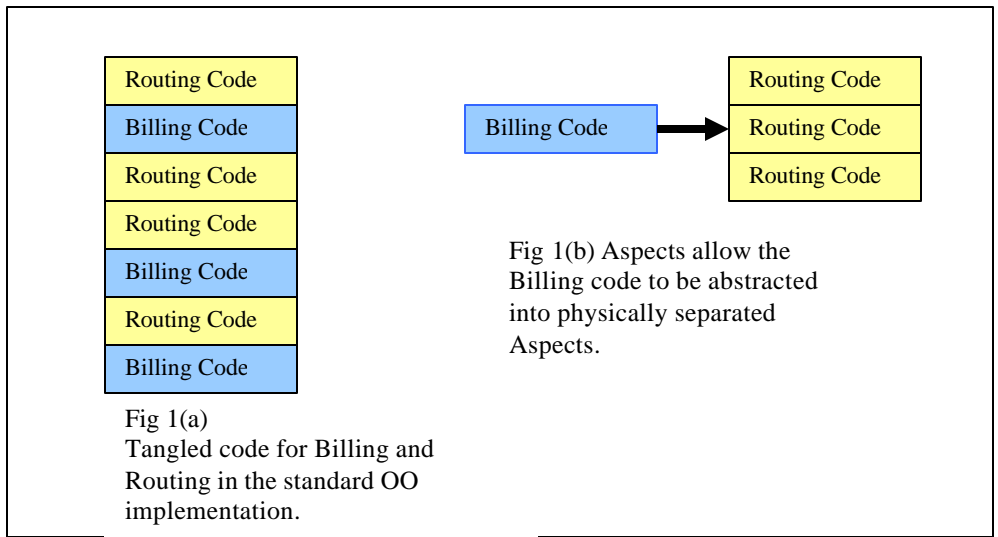 Routing Code
Billing Code
Routing Code
Routing Code
Billing Code
Routing Code
Billing Code
Fig 1(a)
Tangled code for Billing and
Routing in the standard OO
implementation.
Billing Code
Routing Code
Routing Code
Routing Code
Fig 1(b) Aspects allow the
Billing code to be abstracted
into physically separated
Aspects.